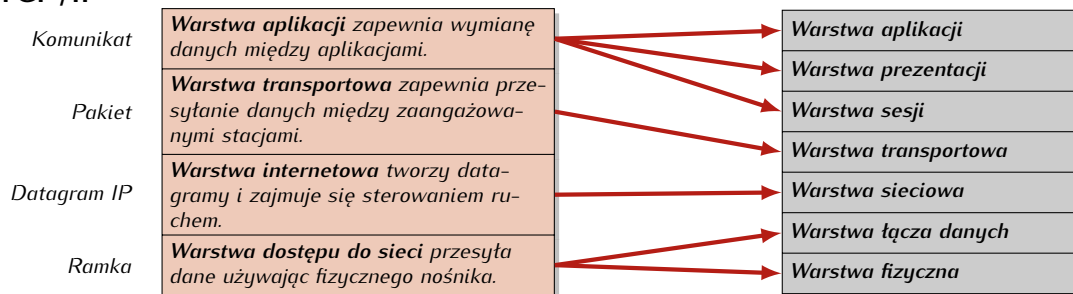 Komunikat
Warstwa aplikacji zapewnia wymianę
danych między aplikacjami.
Pakiet
Warstwa transportowa zapewnia prze-
syłanie danych między zaangażowa-
nymi stacjami.
Datagram IP
Warstwa internetowa tworzy data-
gramy i zajmuje się sterowaniem ru-
chem.
Ramka
Warstwa dostępu do sieci przesyła
dane używając fizycznego nośnika.
Warstwa aplikacji
Warstwa prezentacji
Warstwa sesji
Warstwa transportowa
Warstwa sieciowa
Warstwa łącza danych
Warstwa fizyczna